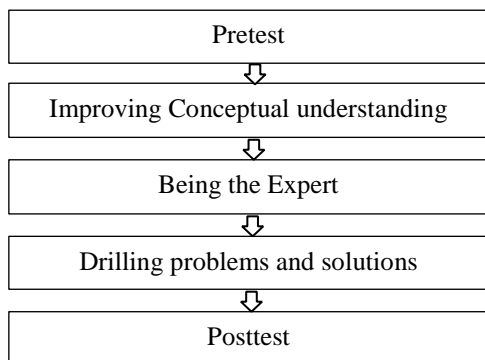 Pretest
Improving Conceptual understanding
Being the Expert
Drilling problems and solutions
Posttest